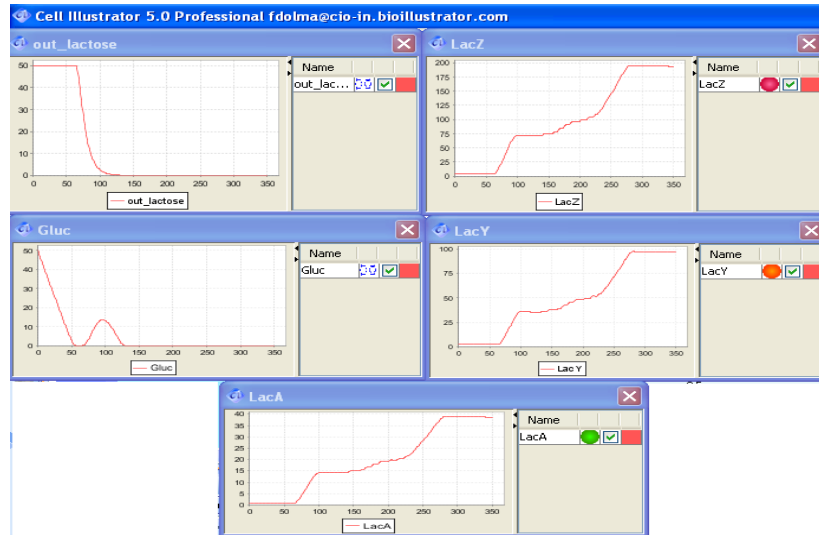 Cell Illustrator 5.0 Professional fdolma@cio-in.bioillustrator.com
out_lactose
Name
out_lac...
50
40
30
20
10
0
0 50 100 150 200 250 300 350
out_lactose
LacZ
Name
LacZ
200
175
150
125
100
75
50
25
0
0 50 100 150 200 250 300 350
LacZ
Gluc
Name
Gluc
50
40
30
20
10
0
0 50 100 150 200 250 300 350
Gluc
LacY
Name
LacY
100
75
50
25
0
0 50 100 150 200 250 300 350
Lac Y
LacA
Name
LacA
40
35
30
25
20
15
10
5
0
0 50 100 150 200 250 300 350
LacA